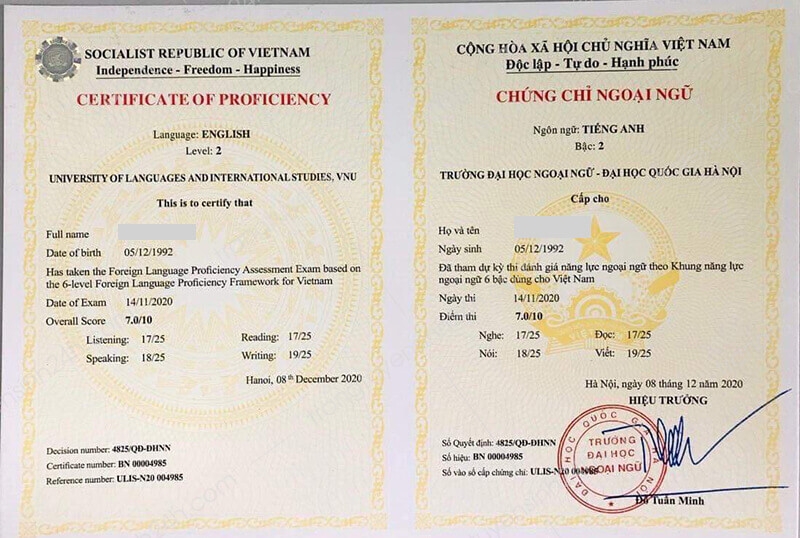 SOCIALIST REPUBLIC OF VIETNAM
Independence - Freedom - Happiness
CERTIFICATE OF PROFICIENCY
Language: ENGLISH
Level: 2
UNIVERSITY OF LANGUAGES AND INTERNATIONAL STUDIES, VNU
This is to certify that
Full name
Date of birth 05/12/1992
Has taken the Foreign Language Proficiency Assessment Exam based on
the 6-level Foreign Language Proficiency Framework for Vietnam
Date of Exam 14/11/2020
Overall Score 7.0/10
Listening: 17/25 Reading: 17/25
Speaking: 18/25 Writing: 19/25
Hanoi, 08th December 2020
Decision number: 4825/QĐ-ĐHNN
Certificate number: BN 00004985
Reference number: ULIS-N20 004985
CỘNG HÒA XÃ HỘI CHỦ NGHĨA VIỆT NAM
Độc lập - Tự do - Hạnh phúc
CHỨNG CHỈ NGOẠI NGỮ
Ngôn ngữ: TIẾNG ANH
Bậc: 2
TRƯỜNG ĐẠI HỌC NGOẠI NGỮ - ĐẠI HỌC QUỐC GIA HÀ NỘI
Cấp cho
Họ và tên
Ngày sinh 05/12/1992
Đã tham dự kỳ thi đánh giá năng lực ngoại ngữ theo Khung năng lực
ngoại ngữ 6 bậc dùng cho Việt Nam
Ngày thi 14/11/2020
Điểm thi 7.0/10
Nghe: 17/25 Đọc: 17/25
Nói: 18/25 Viết: 19/25
Hà Nội, ngày 08 tháng 12 năm 2020
HIỆU TRƯỞNG
Số Quyết định: 4825/QĐ-ĐHNN
Số hiệu: BN 00004985
Số vào sổ cấp chứng chỉ: ULIS-N20 004985
ĐẠI HỌC QUỐC GIA HÀ NỘI
TRƯỜNG
ĐẠI HỌC
NGOẠI NGỮ
Đỗ Tuấn Minh